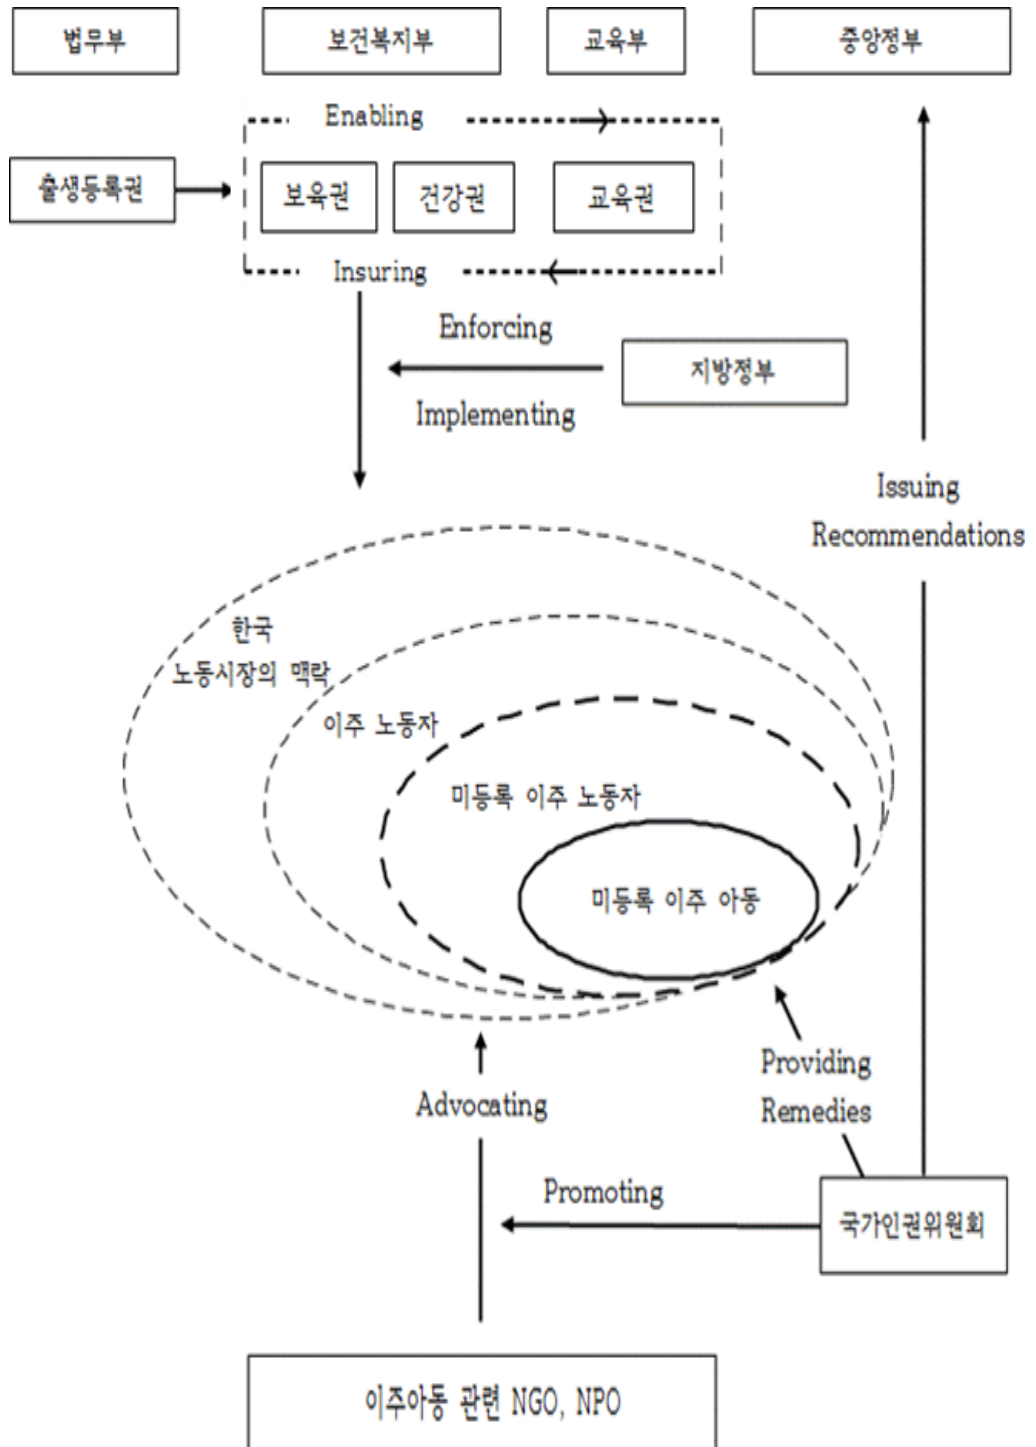 법무부
보건복지부
교육부
중앙정부
Enabling
출생등록권
보육권
건강권
교육권
Insuring
Enforcing
지방정부
Implementing
Issuing
Recommendations
한국
노동시장의 맥락
이주 노동자
미등록 이주 노동자
미등록 이주 아동
Providing
Remedies
Advocating
Promoting
국가인권위원회
이주아동 관련 NGO, NPO